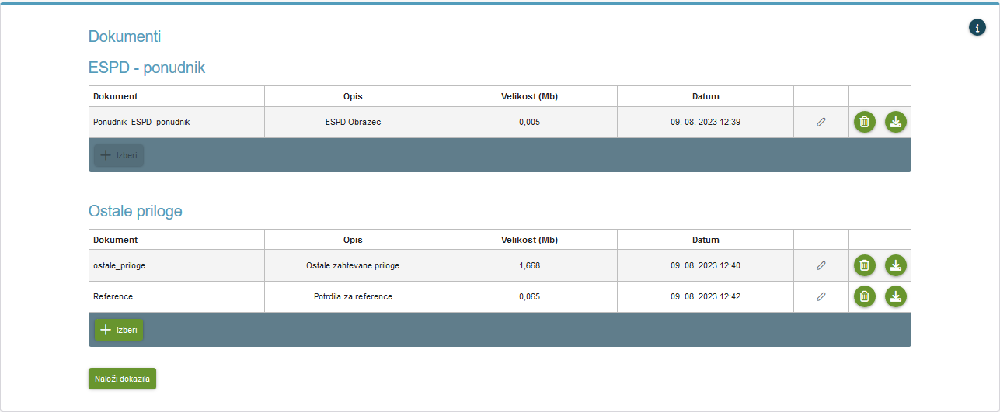 Dokumenti
ESPD - ponudnik
Dokument Opis Velikost (Mb) Datum
Ponudnik_ESPD_ponudnik ESPD Obrazec 0,005 09. 08. 2023 12:39
Izberi
Ostale priloge
Dokument Opis Velikost (Mb) Datum
ostale_priloge Ostale zahtevane priloge 1,668 09. 08. 2023 12:40
Reference Potrdila za reference 0,065 09. 08. 2023 12:42
Izberi
Naloži dokazila